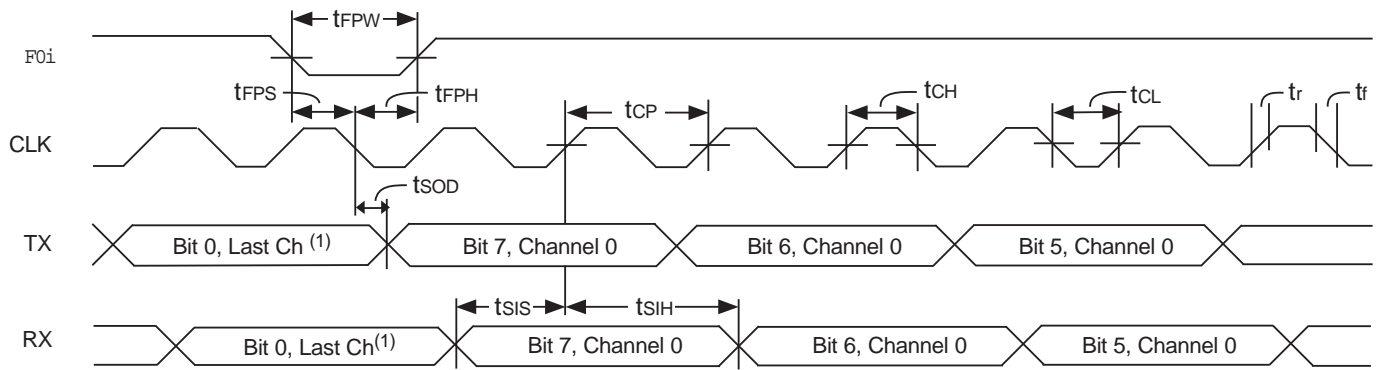 tFPW
F0i
tFPS
tFPH
tCP
tCH
tCL
tr
tf
CLK
tSOD
TX
Bit 0, Last Ch (1)
Bit 7, Channel 0
Bit 6, Channel 0
Bit 5, Channel 0
tSIS
tSIH
RX
Bit 0, Last Ch(1)
Bit 7, Channel 0
Bit 6, Channel 0
Bit 5, Channel 0